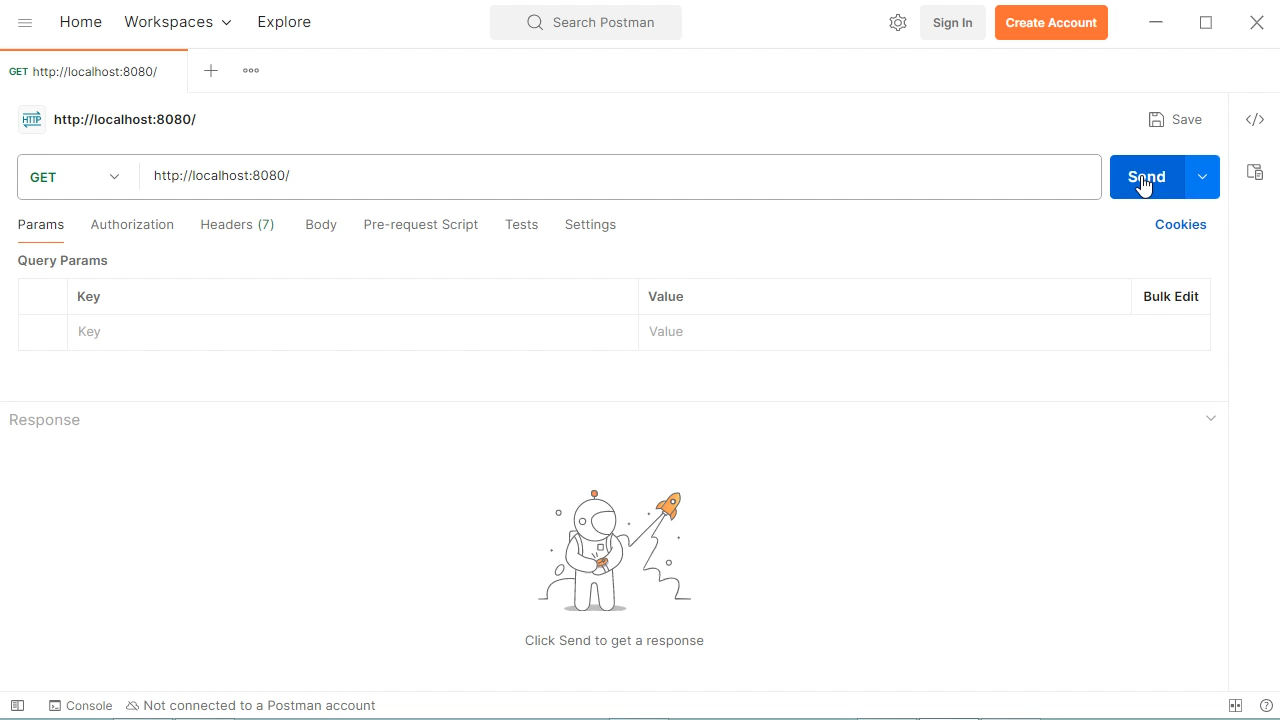 Home Workspaces Explore Search Postman Sign In Create Account
GET http://localhost:8080/
HTTP http://localhost:8080/ Save
GET http://localhost:8080/ Send
Params Authorization Headers (7) Body Pre-request Script Tests Settings Cookies
Query Params
Key Value Bulk Edit
Key Value
Response
Click Send to get a response
Console Not connected to a Postman account